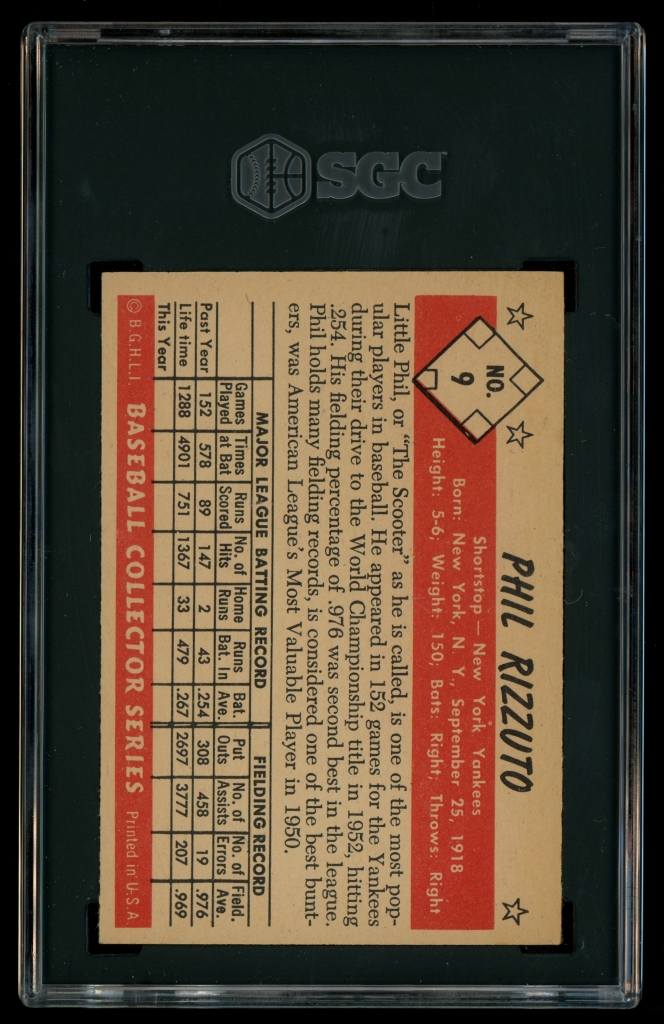 SGC
NO.
9
PHIL RIZZUTO
Shortstop — New York Yankees
Born: New York, N. Y., September 25, 1918
Height: 5-6; Weight: 150; Bats: Right; Throws: Right
Little Phil, or "The Scooter" as he is called, is one of the most pop-
ular players in baseball. He appeared in 152 games for the Yankees
during their drive to the World Championship title in 1952, hitting
.254. His fielding percentage of .976 was second best in the league.
Phil holds many fielding records, is considered one of the best bunt-
ers, was American League's Most Valuable Player in 1950.
MAJOR LEAGUE BATTING RECORD FIELDING RECORD
Games Times Runs No. of Home Runs Bat. Put No. of No. of Field.
Played at Bat Scored Hits Runs Bat. In Ave. Outs Assists Errors Ave.
Past Year 152 578 89 147 2 43 .254 308 458 19 .976
Life time 1288 4901 751 1367 33 479 .267 2697 3777 207 .969
This Year
© B.G.H.L.I. BASEBALL COLLECTOR SERIES Printed in U.S.A.